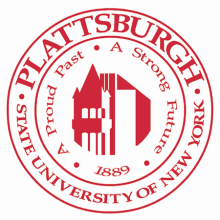 · PLATTSBURGH ·
STATE UNIVERSITY OF NEW YORK
A Proud Past · A Strong Future
· 1889 ·